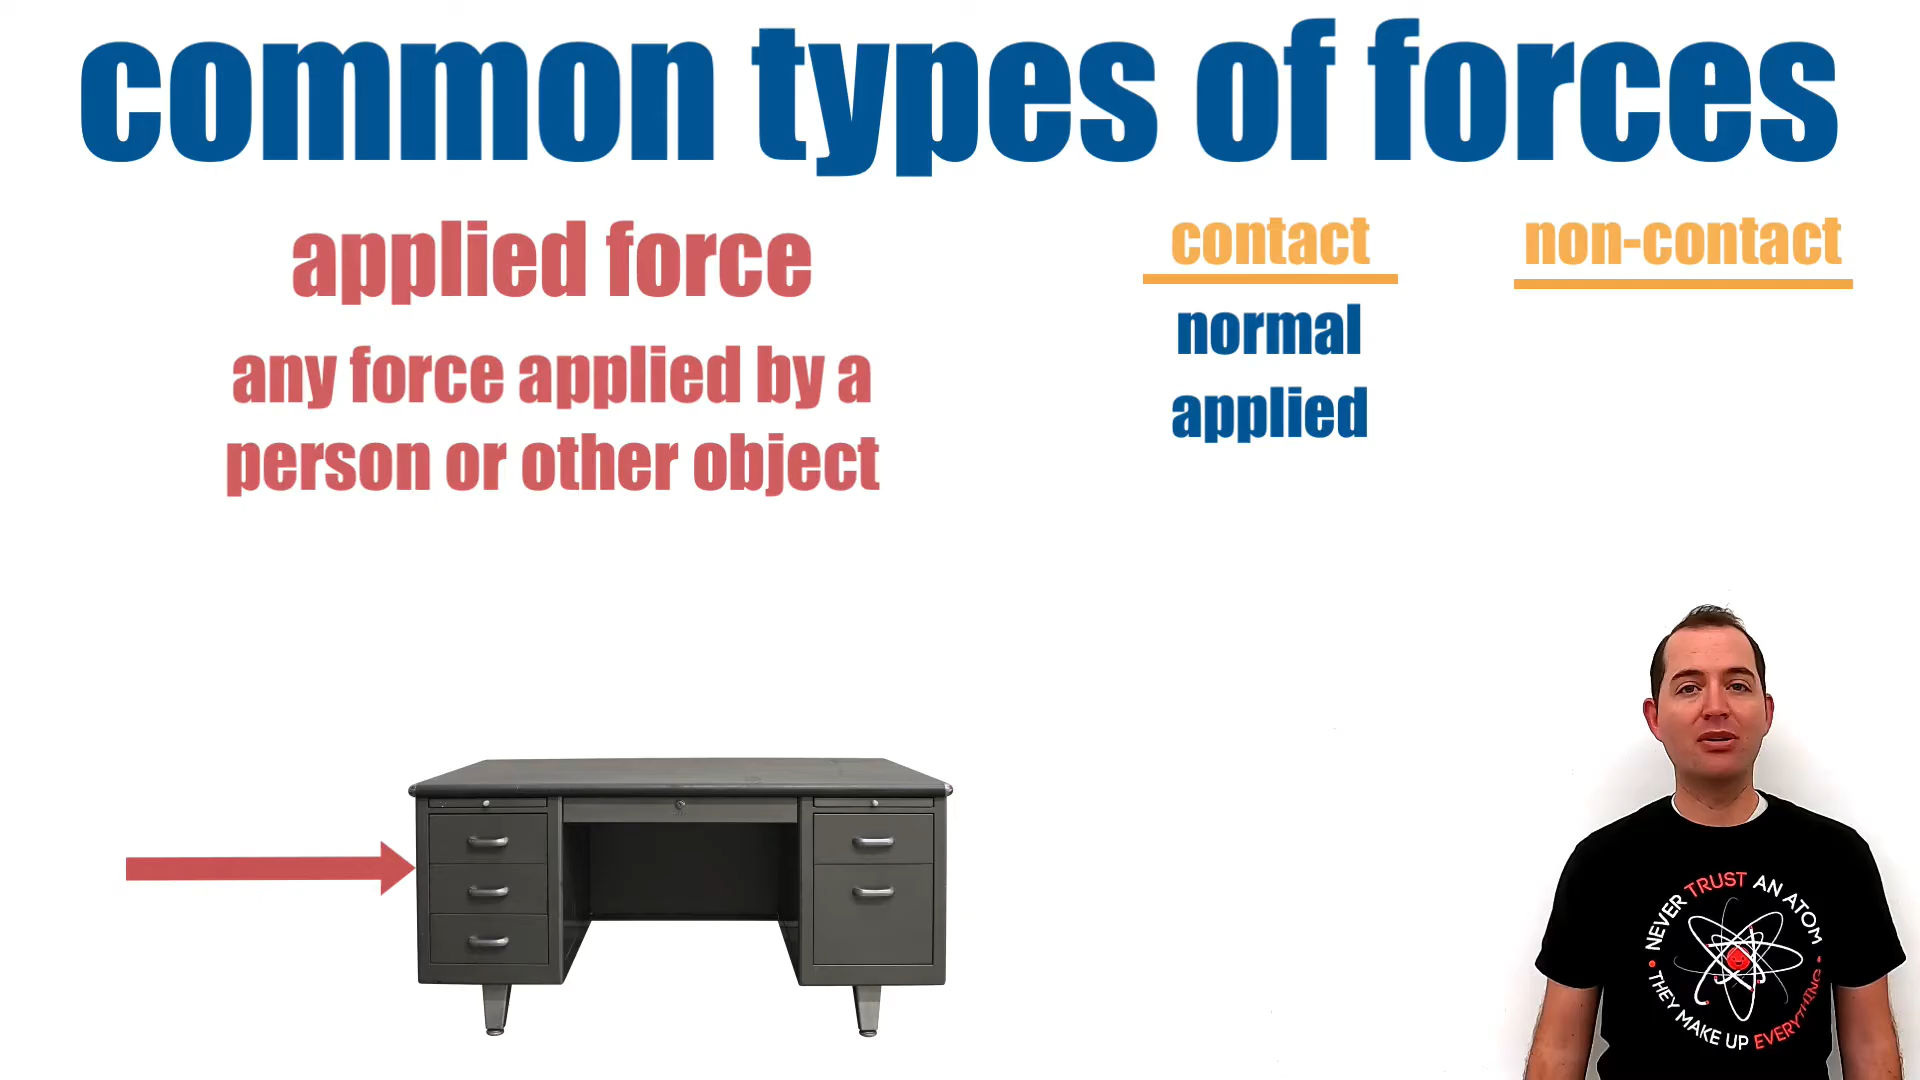 common types of forces
applied force
any force applied by a
person or other object
contact
normal
applied
non-contact
NEVER TRUST AN ATOM
• THEY MAKE UP EVERYTHING •